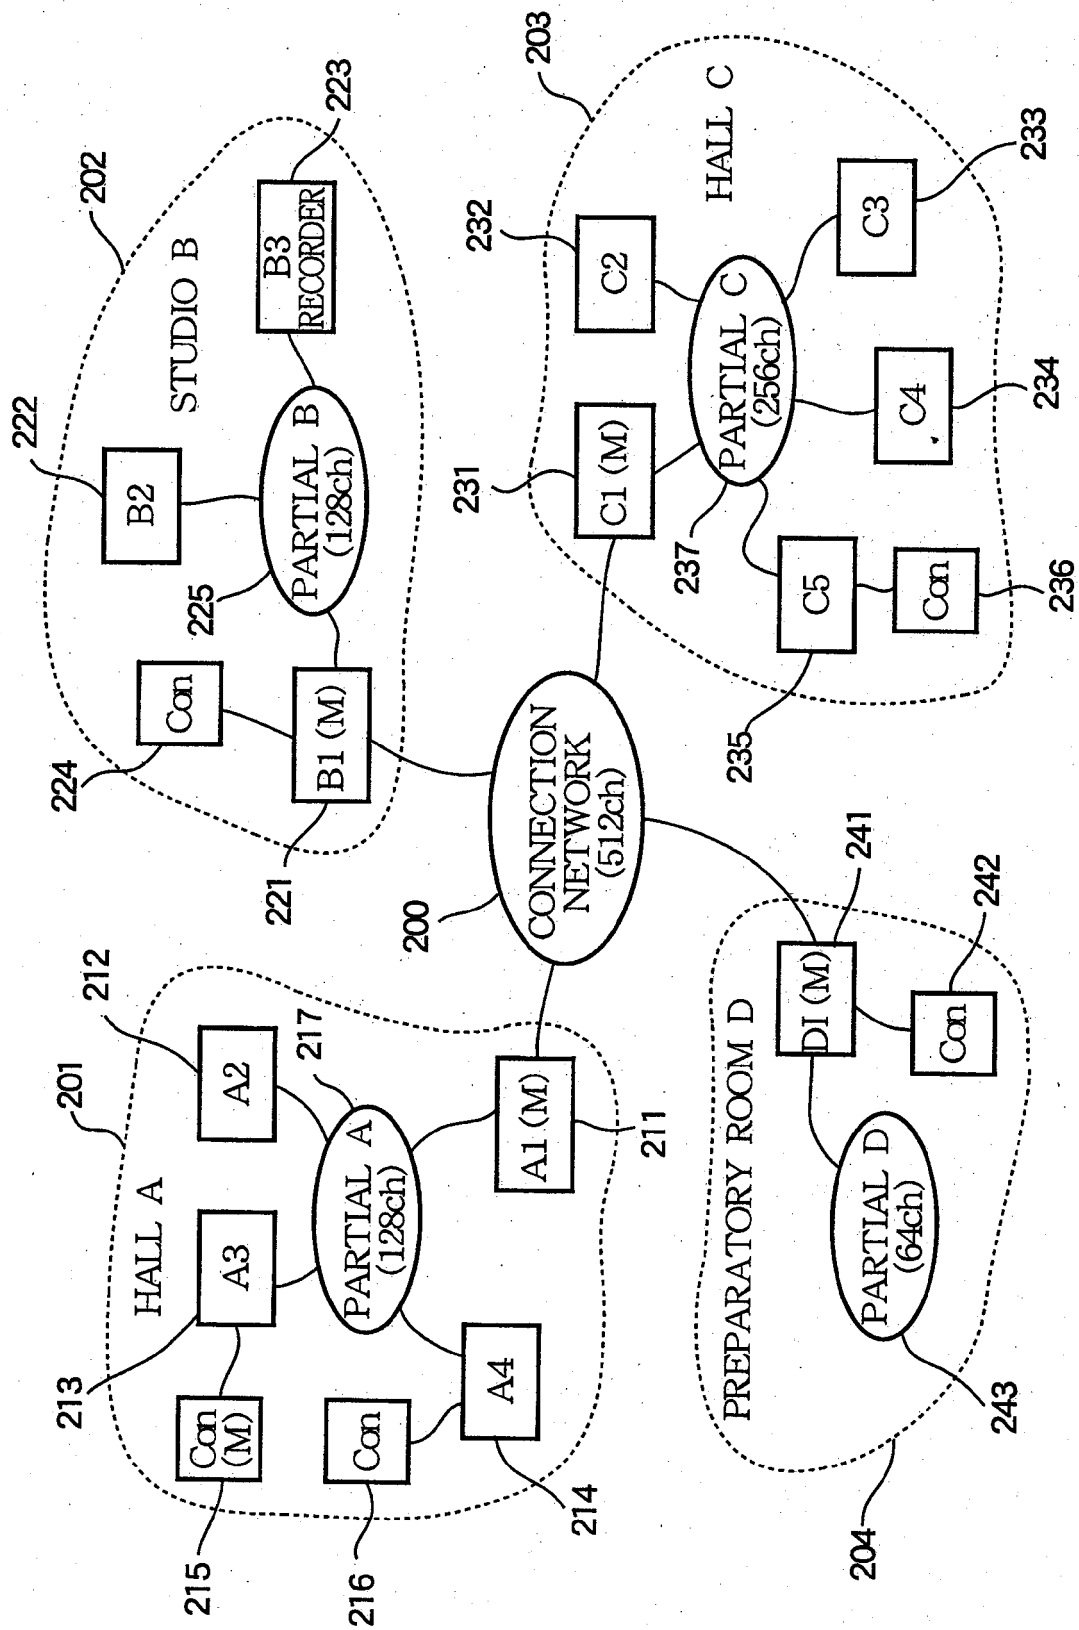 201
HALL A
213
A3
212
A2
217
215
Con
(M)
216
Con
PARTIAL A
(128ch)
214
A4
A1 (M)
211
202
STUDIO B
222
B2
223
B3
RECORDER
224
Con
225
PARTIAL B
(128ch)
221
B1 (M)
200
CONNECTION
NETWORK
(512ch)
203
HALL C
232
C2
231
C1 (M)
237
PARTIAL C
(256ch)
C3
233
C4
234
C5
235
Con
236
PREPARATORY ROOM D
DI (M)
241
Con
242
PARTIAL D
(64ch)
243
204